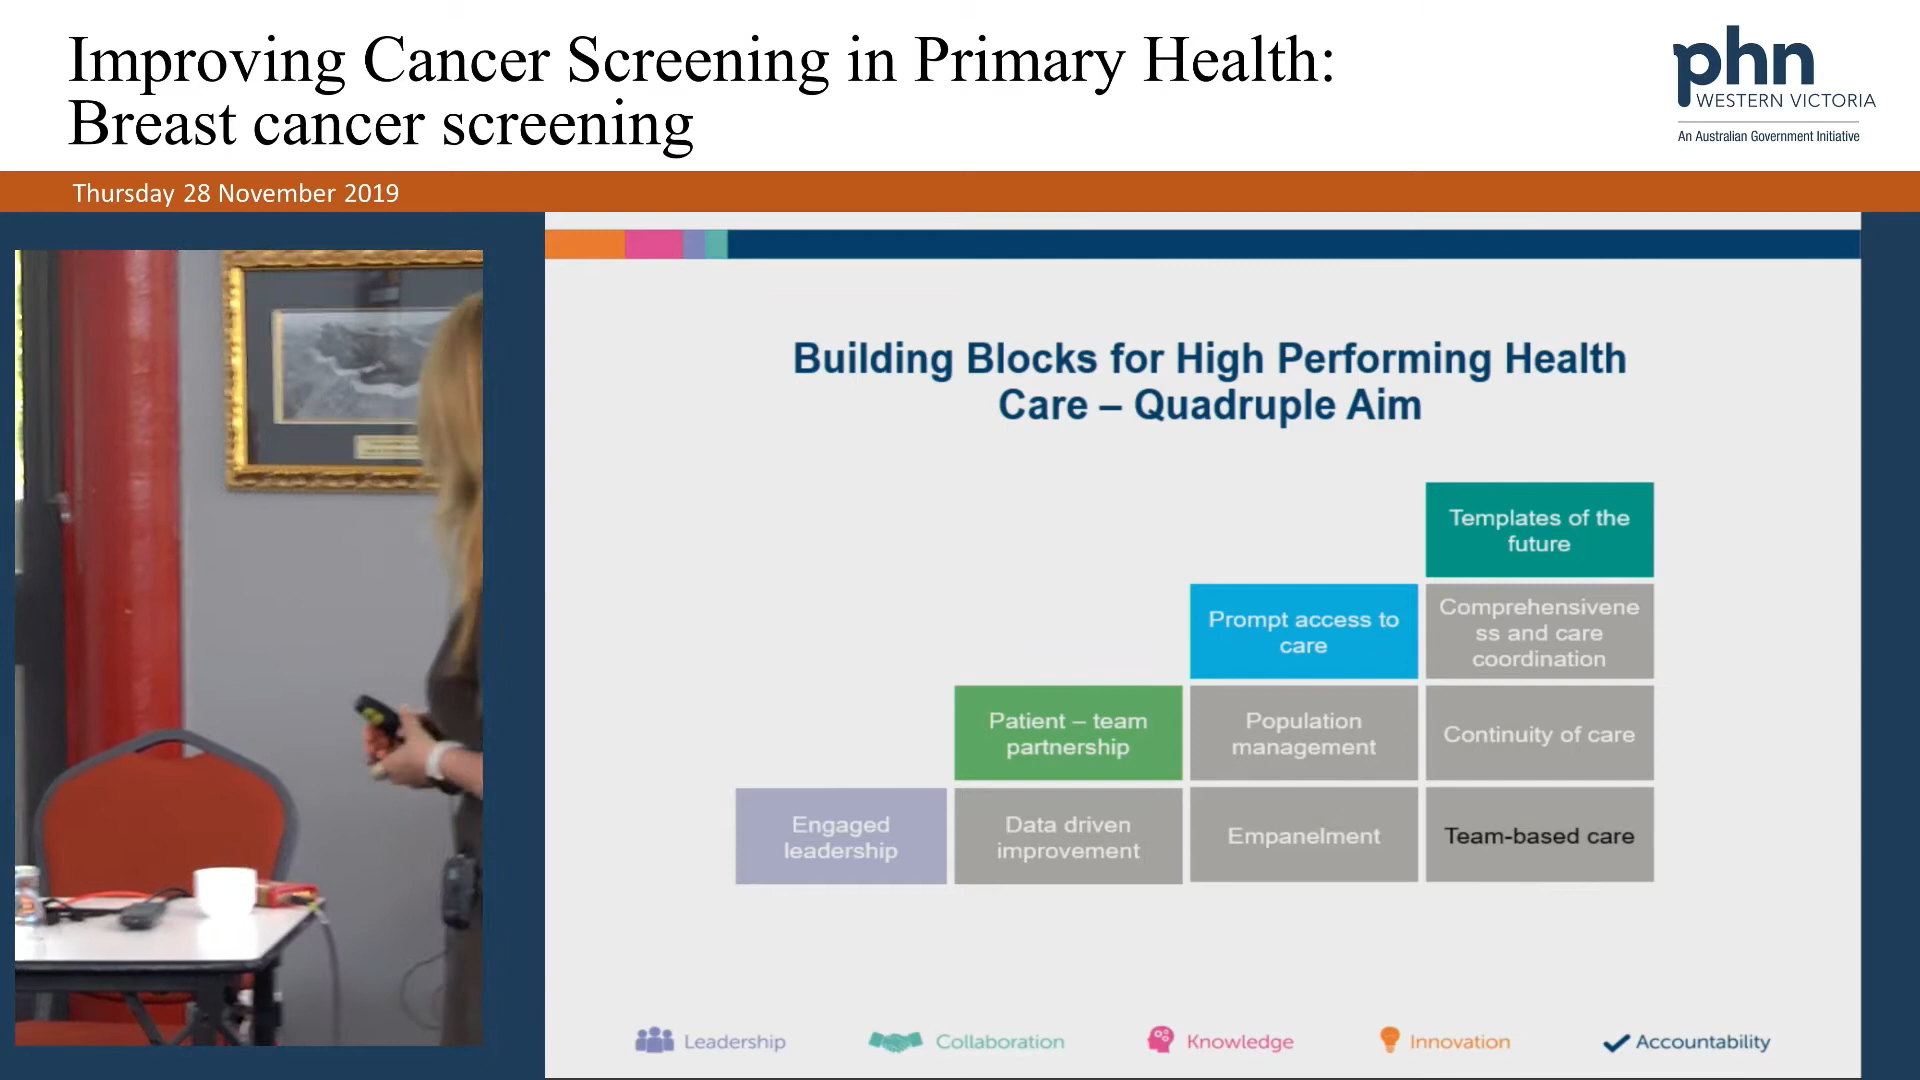 Improving Cancer Screening in Primary Health:
Breast cancer screening
phn
WESTERN VICTORIA
An Australian Government Initiative
Thursday 28 November 2019
Building Blocks for High Performing Health
Care – Quadruple Aim
Templates of the
future
Prompt access to
care
Comprehensivene
ss and care
coordination
Patient – team
partnership
Population
management
Continuity of care
Engaged
leadership
Data driven
improvement
Empanelment
Team-based care
Leadership
Collaboration
Knowledge
Innovation
Accountability